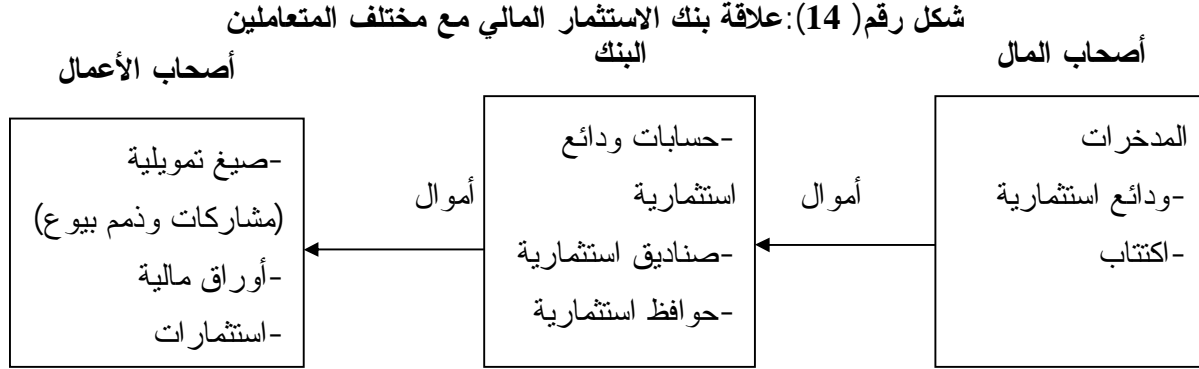 شكل رقم( 14):علاقة بنك الاستثمار المالي مع مختلف المتعاملين
أصحاب المال
البنك
أصحاب الأعمال
المدخرات
-ودائع استثمارية
-اكتتاب
أموال
-حسابات ودائع
استثمارية
-صناديق استثمارية
-حوافظ استثمارية
أموال
-صيغ تمويلية
(مشاركات وذمم بيوع)
-أوراق مالية
-استثمارات